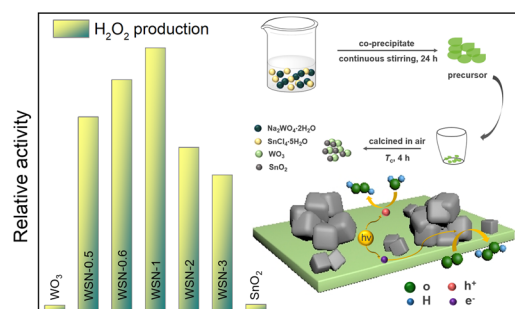 Relative activity
H₂O₂ production
WO₃
WSN-0.5
WSN-0.6
WSN-1
WSN-2
WSN-3
SnO₂
co-precipitate
continuous stirring, 24 h
precursor
Na₂WO₄·2H₂O
SnCl₄·5H₂O
WO₃
SnO₂
calcined in air
T꜀, 4 h
h⁺
hν
e⁻
O
h⁺
H
e⁻